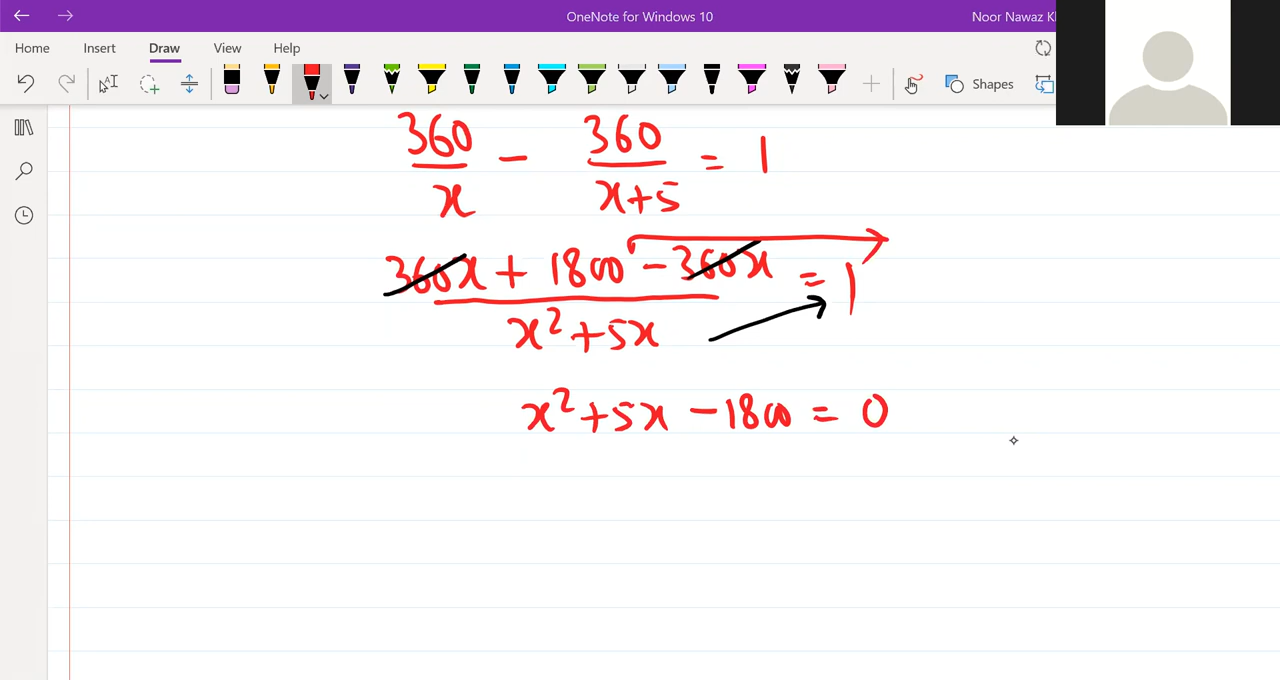 OneNote for Windows 10
Noor Nawaz Kh
Home Insert Draw View Help
Shapes
360/x - 360/x+5 = 1
360x + 1800 - 360x / x²+5x = 1
x²+5x -1800 = 0